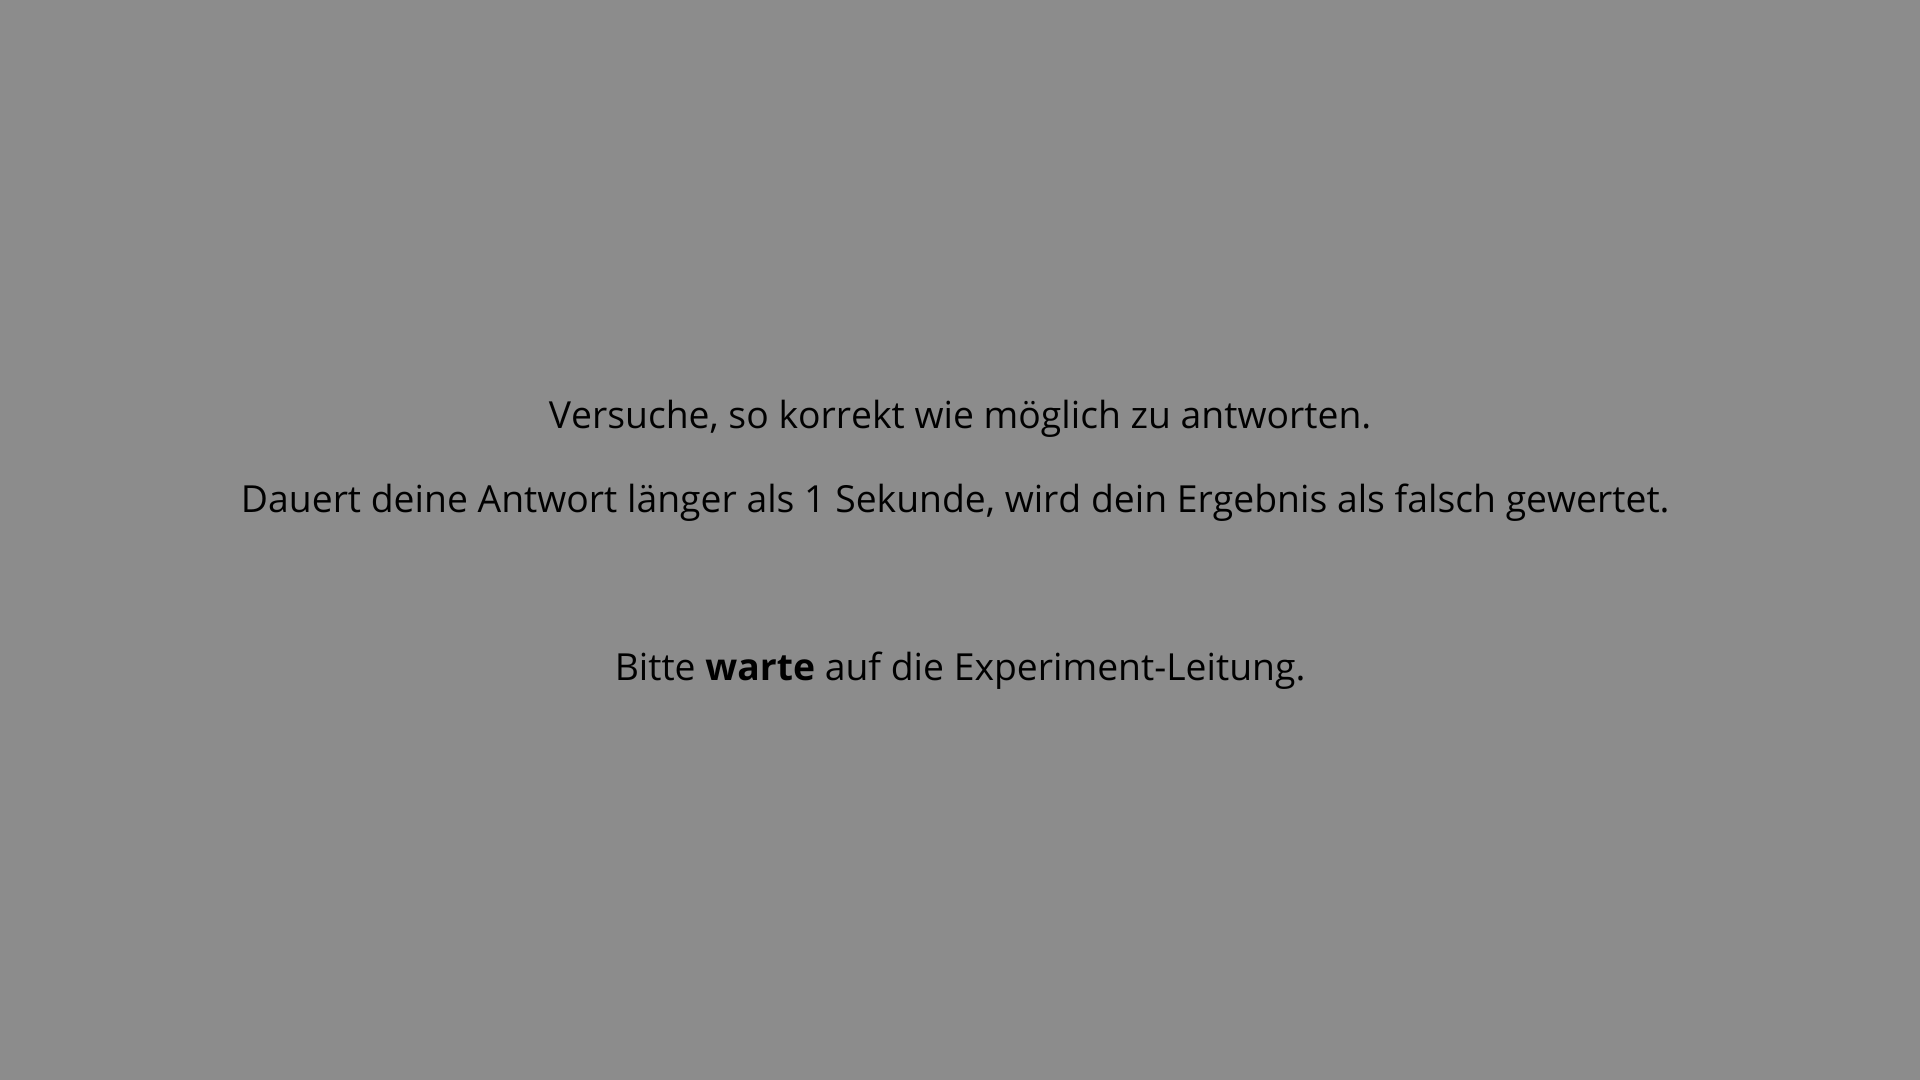 Versuche, so korrekt wie möglich zu antworten.
Dauert deine Antwort länger als 1 Sekunde, wird dein Ergebnis als falsch gewertet.
Bitte warte auf die Experiment-Leitung.